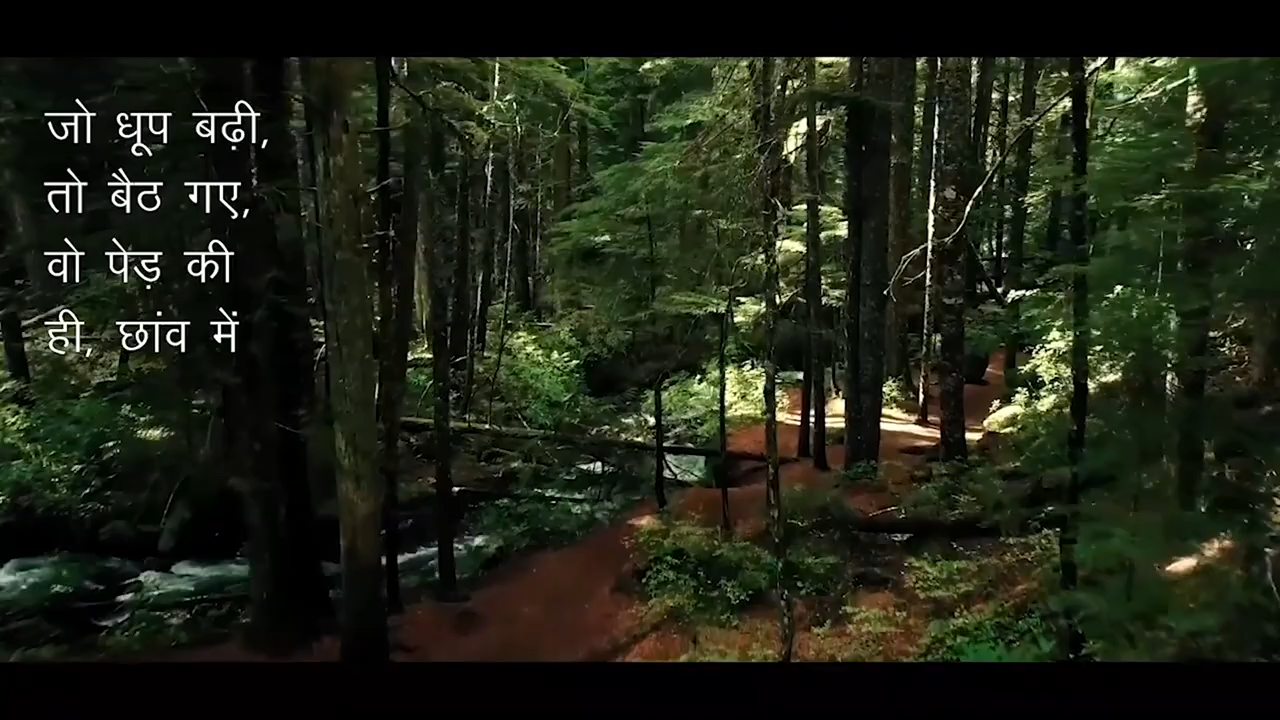 जो धूप बढ़ी,
तो बैठ गए,
वो पेड़ की
ही, छांव में